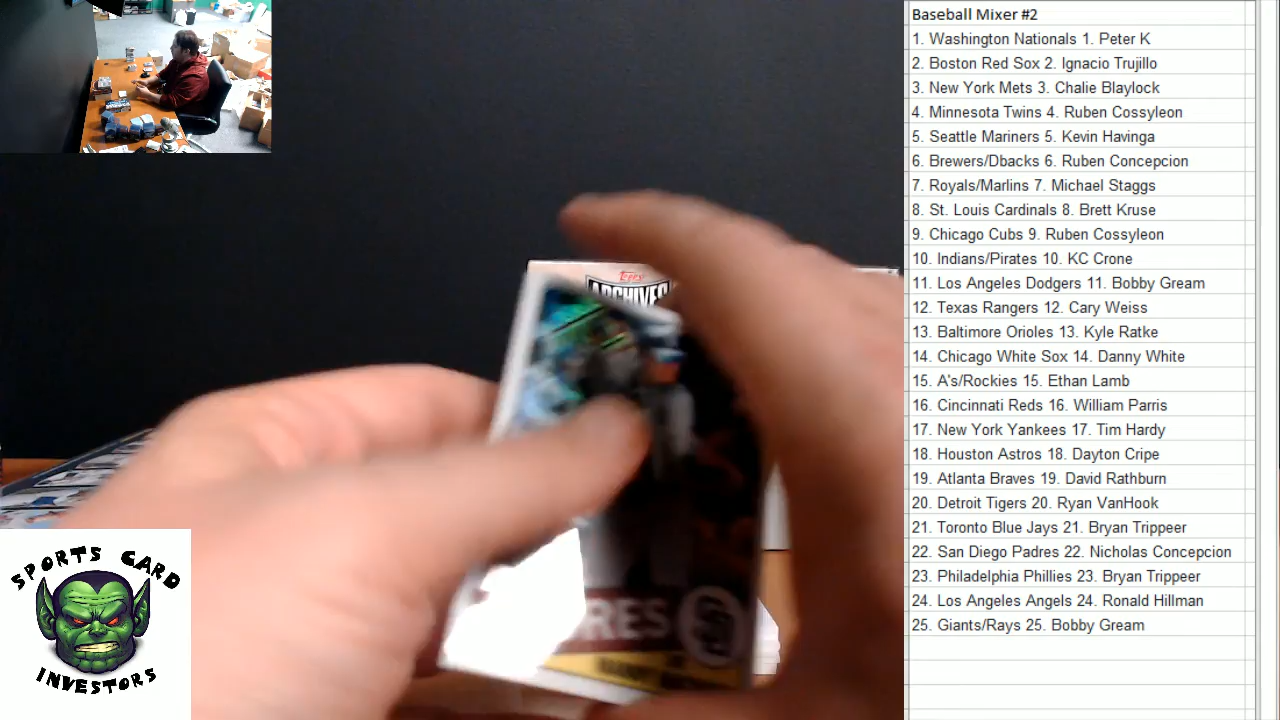 Baseball Mixer #2
1. Washington Nationals 1. Peter K
2. Boston Red Sox 2. Ignacio Trujillo
3. New York Mets 3. Chalie Blaylock
4. Minnesota Twins 4. Ruben Cossyleon
5. Seattle Mariners 5. Kevin Havinga
6. Brewers/Dbacks 6. Ruben Concepcion
7. Royals/Marlins 7. Michael Staggs
8. St. Louis Cardinals 8. Brett Kruse
9. Chicago Cubs 9. Ruben Cossyleon
10. Indians/Pirates 10. KC Crone
11. Los Angeles Dodgers 11. Bobby Gream
12. Texas Rangers 12. Cary Weiss
13. Baltimore Orioles 13. Kyle Ratke
14. Chicago White Sox 14. Danny White
15. A's/Rockies 15. Ethan Lamb
16. Cincinnati Reds 16. William Parris
17. New York Yankees 17. Tim Hardy
18. Houston Astros 18. Dayton Cripe
19. Atlanta Braves 19. David Rathburn
20. Detroit Tigers 20. Ryan VanHook
21. Toronto Blue Jays 21. Bryan Trippeer
22. San Diego Padres 22. Nicholas Concepcion
23. Philadelphia Phillies 23. Bryan Trippeer
24. Los Angeles Angels 24. Ronald Hillman
25. Giants/Rays 25. Bobby Gream
Topps
ARCHIVES
RES
SD
SPORTS CARD
INVESTORS